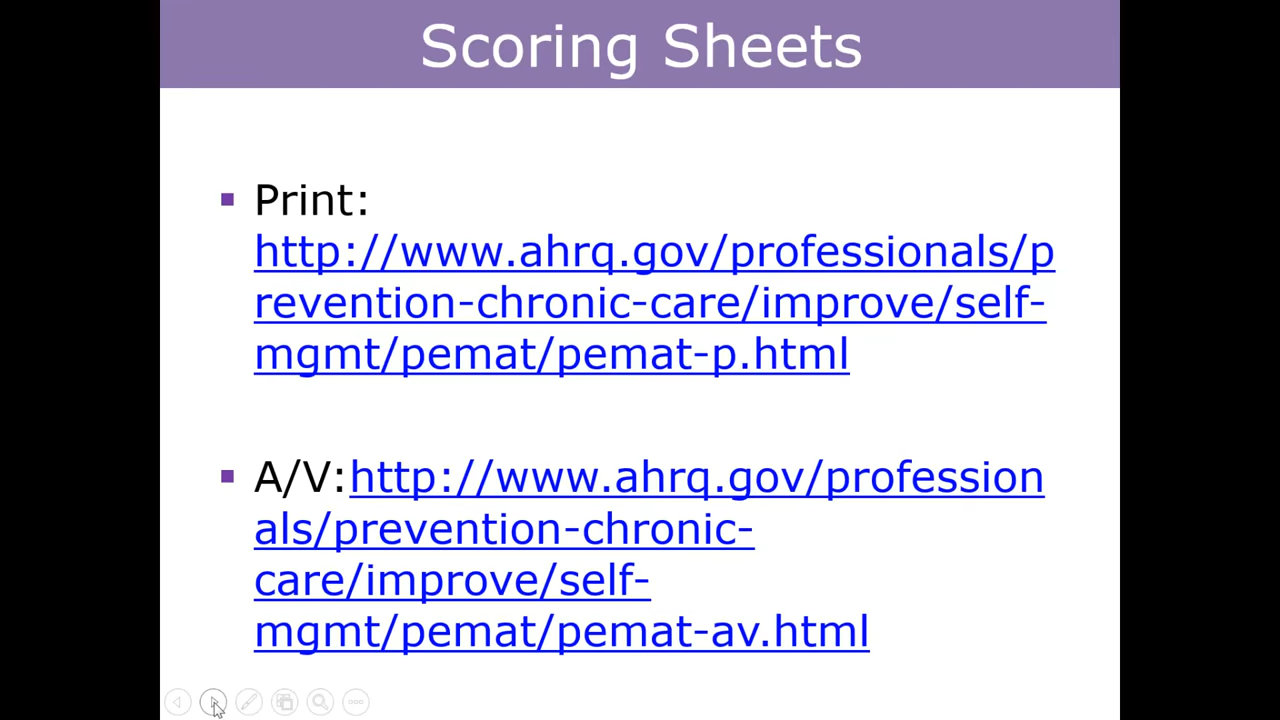 Scoring Sheets
Print:
http://www.ahrq.gov/professionals/p
revention-chronic-care/improve/self-
mgmt/pemat/pemat-p.html
A/V:http://www.ahrq.gov/profession
als/prevention-chronic-
care/improve/self-
mgmt/pemat/pemat-av.html